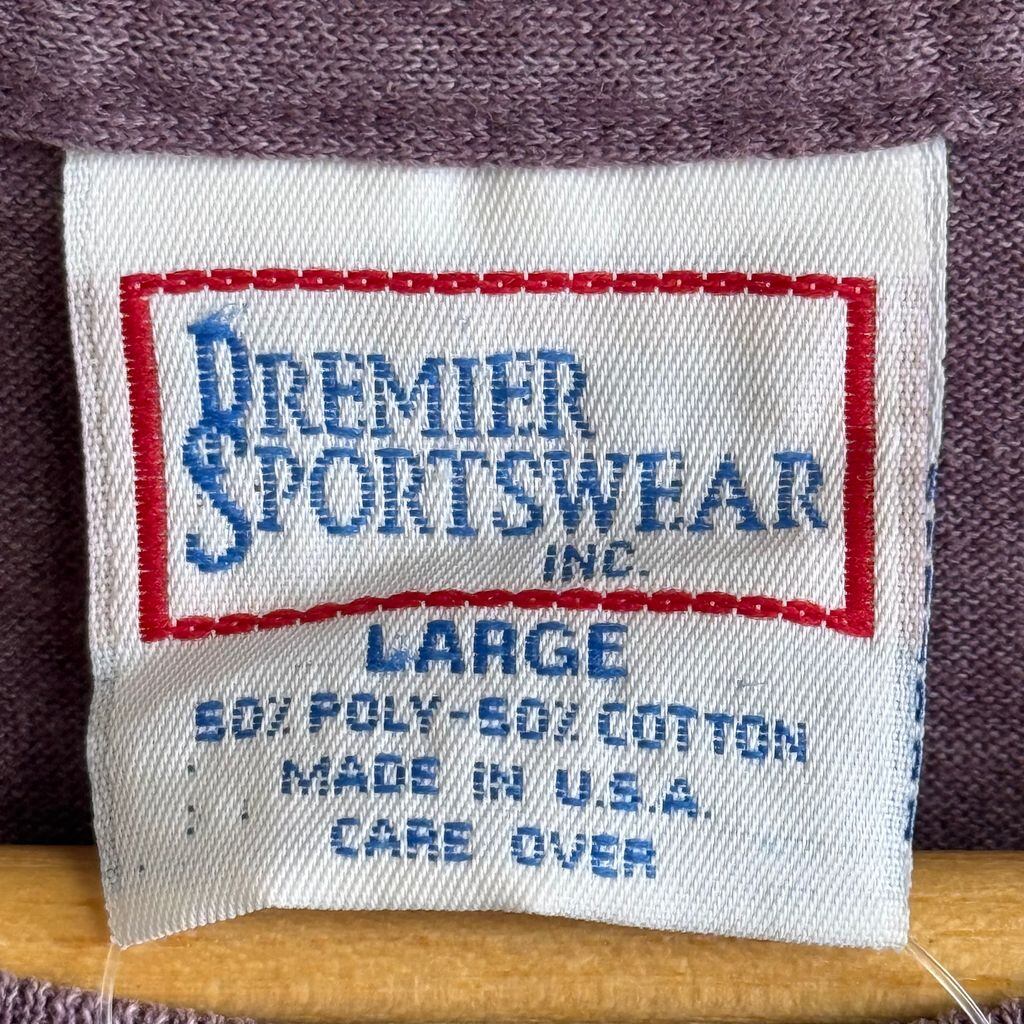 PREMIER
SPORTSWEAR
INC.
LARGE
50% POLY-50% COTTON
MADE IN U.S.A.
CARE OVER